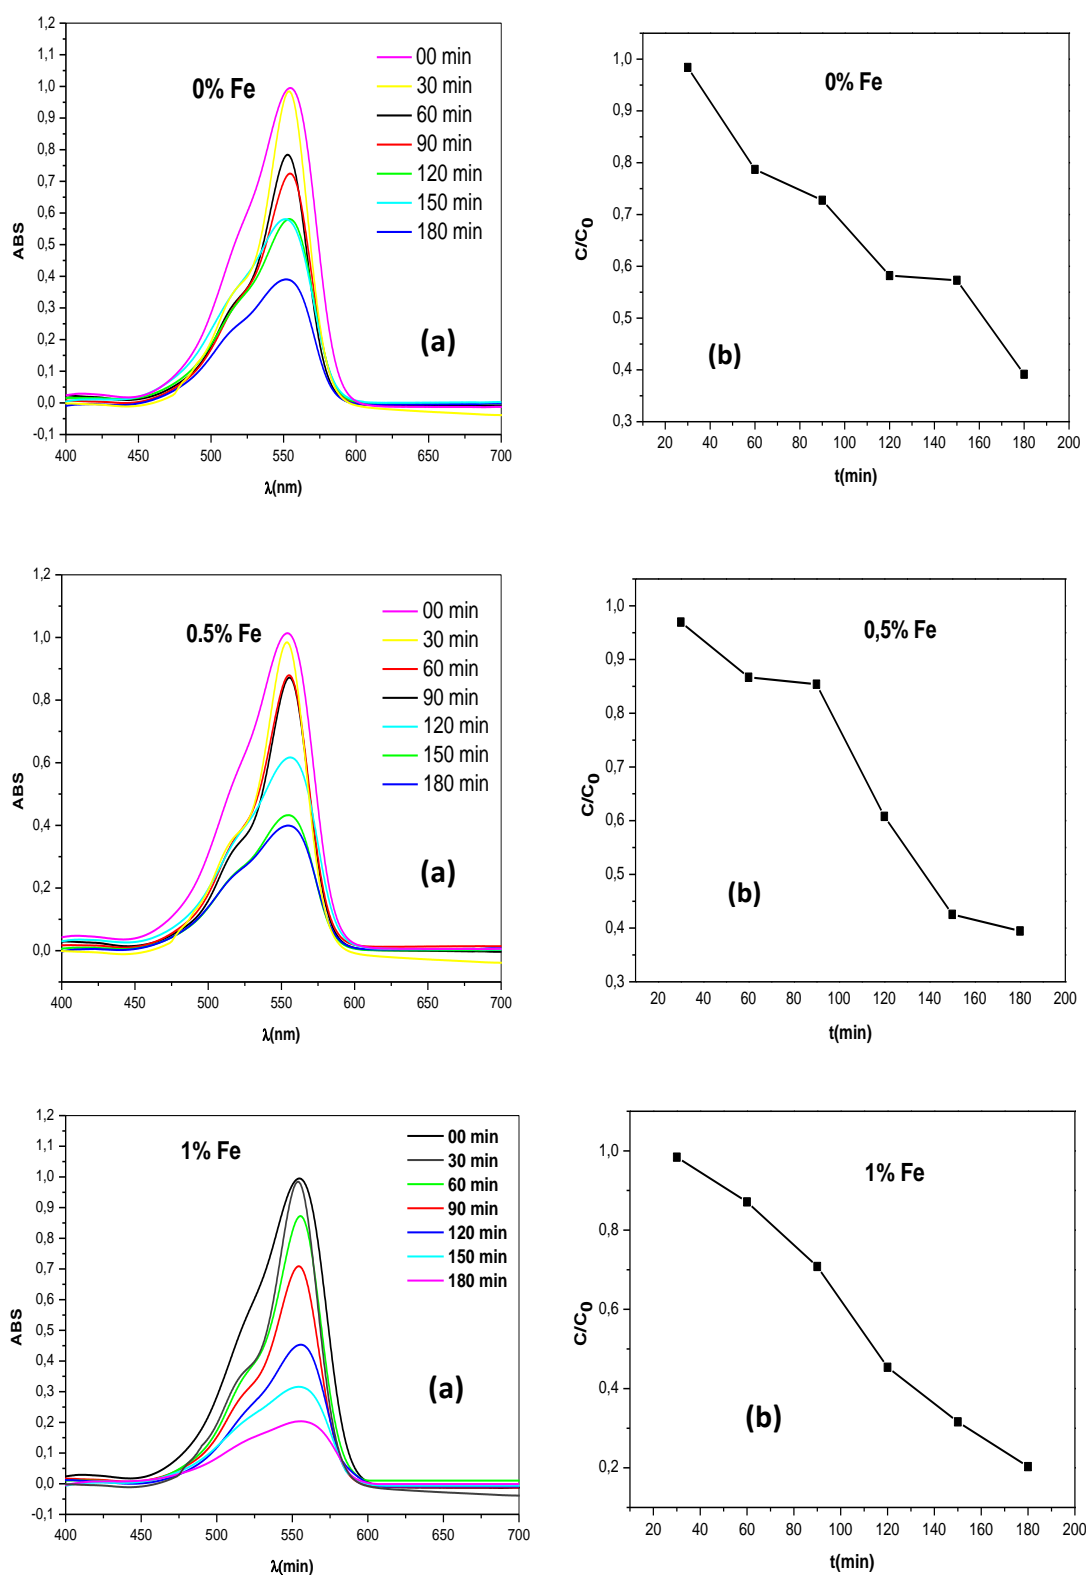 1,2
1,1
1,0
0,9
0,8
0,7
0,6
0,5
0,4
0,3
0,2
0,1
0,0
-0,1
400 450 500 550 600 650 700
ABS
λ(nm)
0% Fe
00 min
30 min
60 min
90 min
120 min
150 min
180 min
(a)
1,0
0,9
0,8
0,7
0,6
0,5
0,4
0,3
20 40 60 80 100 120 140 160 180 200
C/C0
t(min)
0% Fe
(b)
1,2
1,0
0,8
0,6
0,4
0,2
0,0
400 450 500 550 600 650 700
ABS
λ(nm)
0.5% Fe
00 min
30 min
60 min
90 min
120 min
150 min
180 min
(a)
1,0
0,9
0,8
0,7
0,6
0,5
0,4
0,3
20 40 60 80 100 120 140 160 180 200
C/C0
t(min)
0,5% Fe
(b)
1,2
1,1
1,0
0,9
0,8
0,7
0,6
0,5
0,4
0,3
0,2
0,1
0,0
-0,1
400 450 500 550 600 650 700
ABS
λ(min)
1% Fe
00 min
30 min
60 min
90 min
120 min
150 min
180 min
(a)
1,0
0,8
0,6
0,4
0,2
20 40 60 80 100 120 140 160 180 200
C/C0
t(min)
1% Fe
(b)